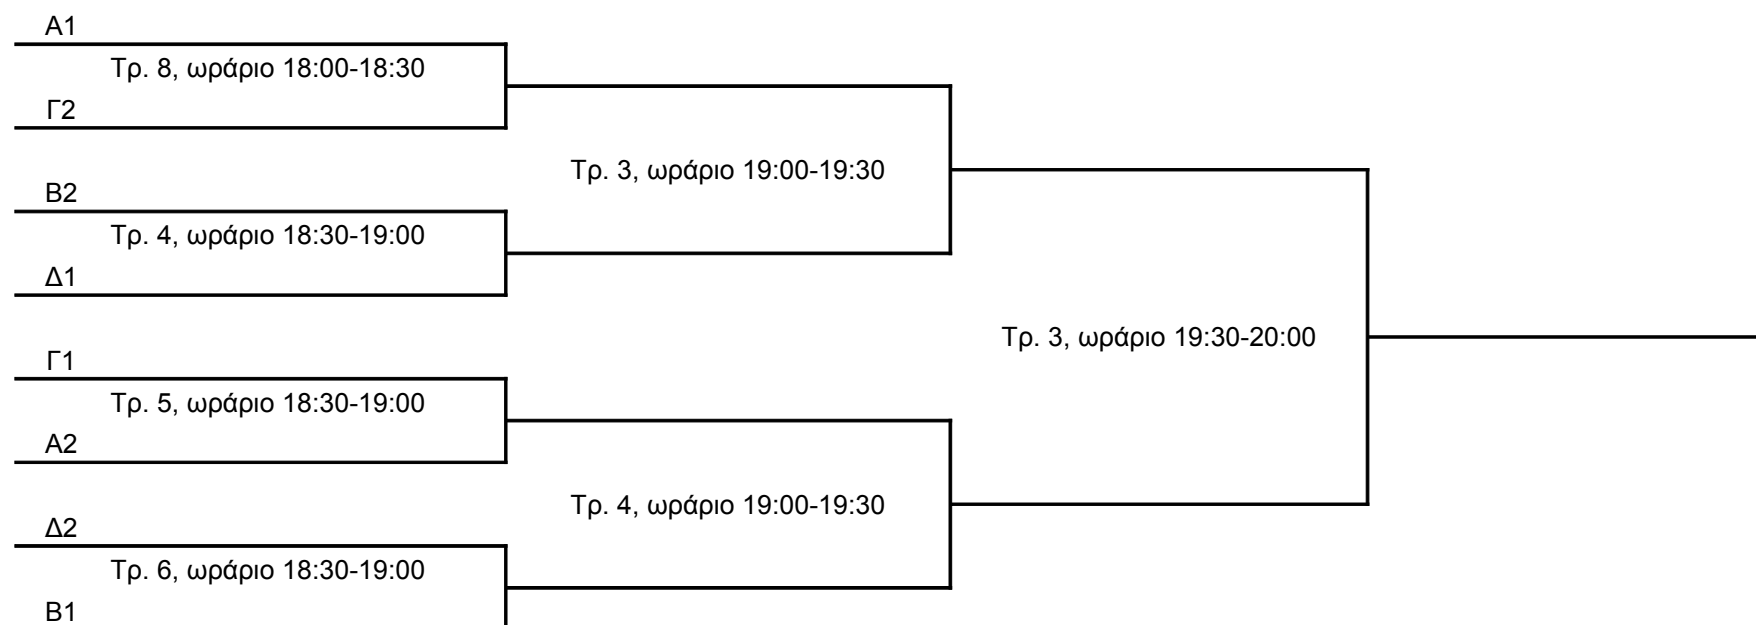 Α1
Τρ. 8, ωράριο 18:00-18:30
Γ2
Τρ. 3, ωράριο 19:00-19:30
Β2
Τρ. 4, ωράριο 18:30-19:00
Δ1
Τρ. 3, ωράριο 19:30-20:00
Γ1
Τρ. 5, ωράριο 18:30-19:00
Α2
Τρ. 4, ωράριο 19:00-19:30
Δ2
Τρ. 6, ωράριο 18:30-19:00
Β1